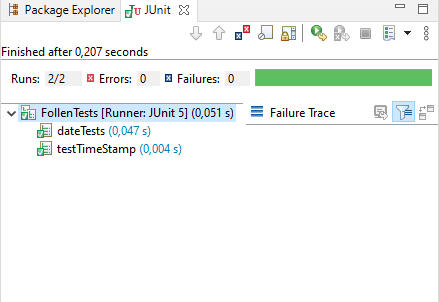 Package Explorer JUnit
Finished after 0,207 seconds
Runs: 2/2 Errors: 0 Failures: 0
FollenTests [Runner: JUnit 5] (0,051 s) Failure Trace
dateTests (0,047 s)
testTimeStamp (0,004 s)